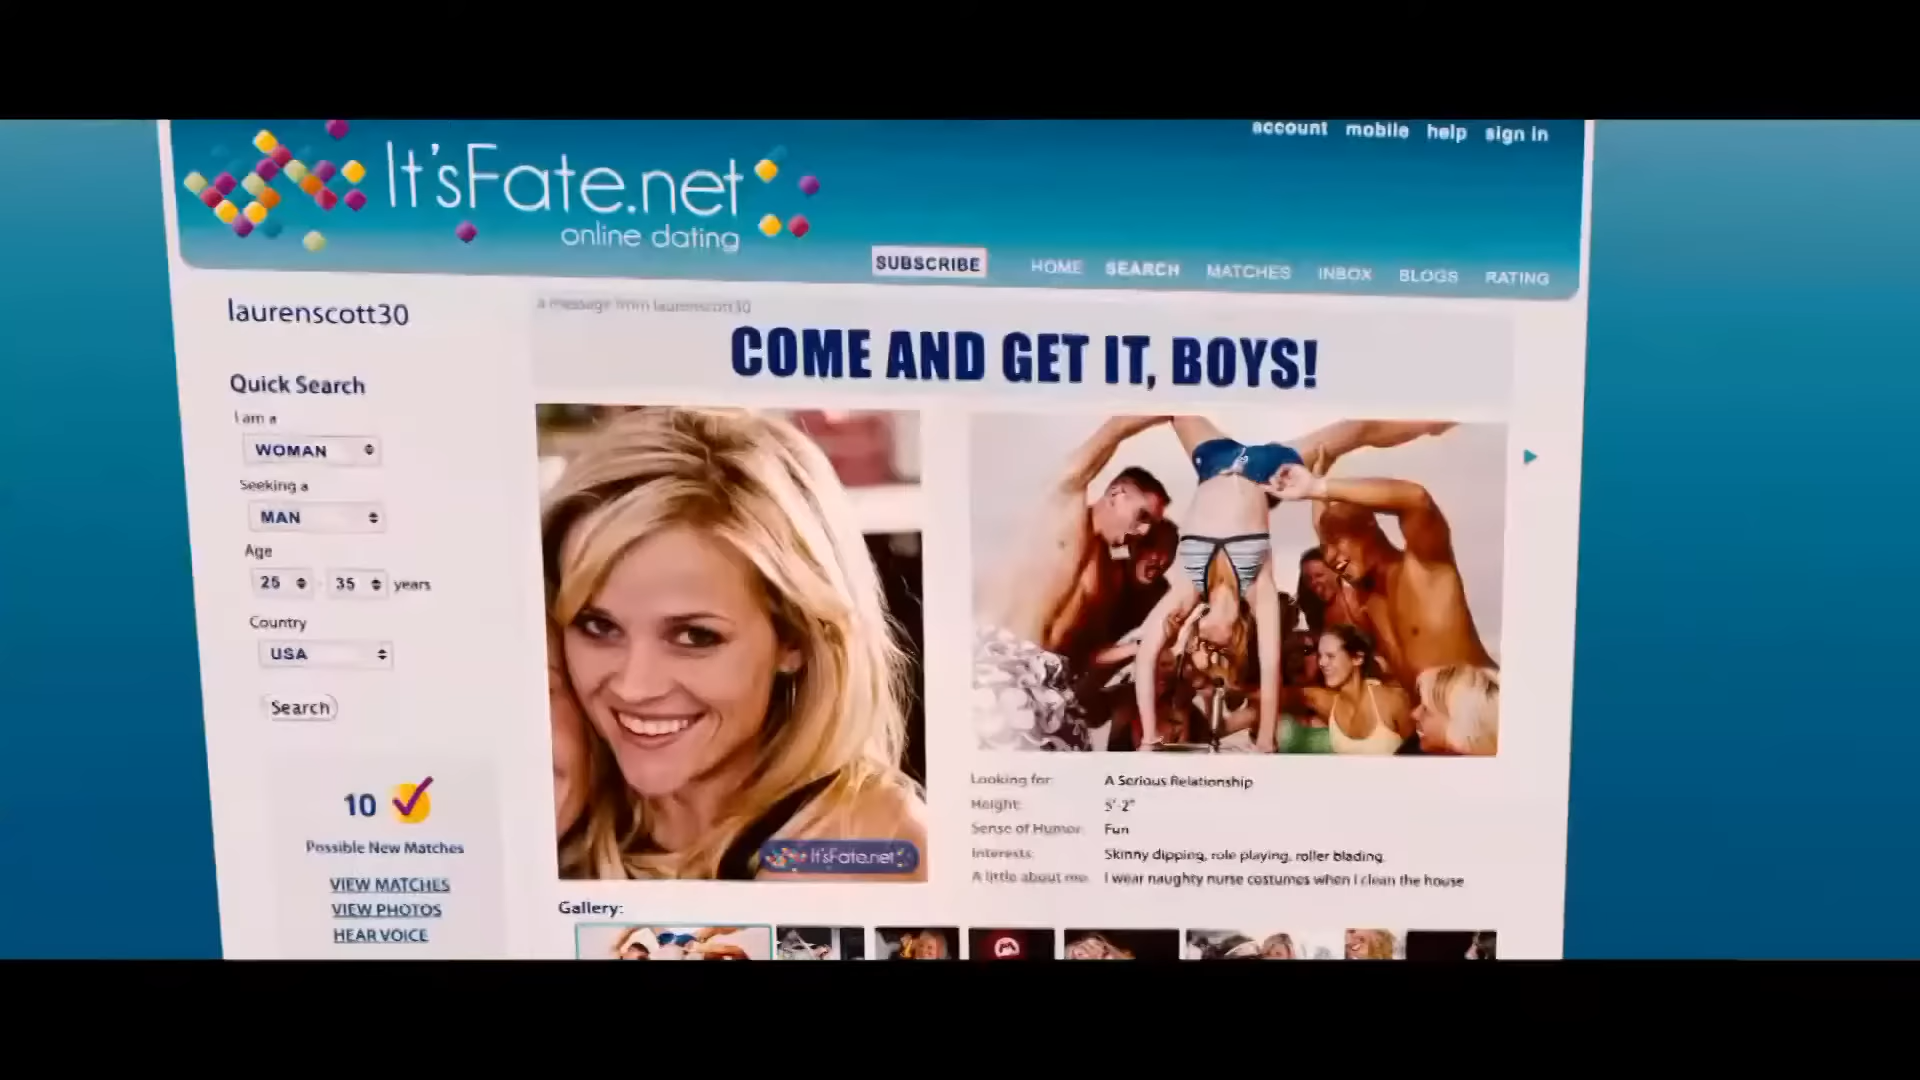 account mobile help sign in
It'sFate.net
online dating
SUBSCRIBE HOME SEARCH MATCHES INBOX BLOGS RATING
laurenscott30
a message from laurenscott30
COME AND GET IT, BOYS!
Quick Search
I am a
WOMAN
Seeking a
MAN
Age
25 - 35 years
Country
USA
Search
10
Possible New Matches
VIEW MATCHES
VIEW PHOTOS
HEAR VOICE
It'sFate.net
Looking for: A Serious Relationship
Height: 5'-2"
Sense of Humor: Fun
Interests: Skinny dipping, role playing, roller blading.
A little about me: I wear naughty nurse costumes when I clean the house
Gallery: